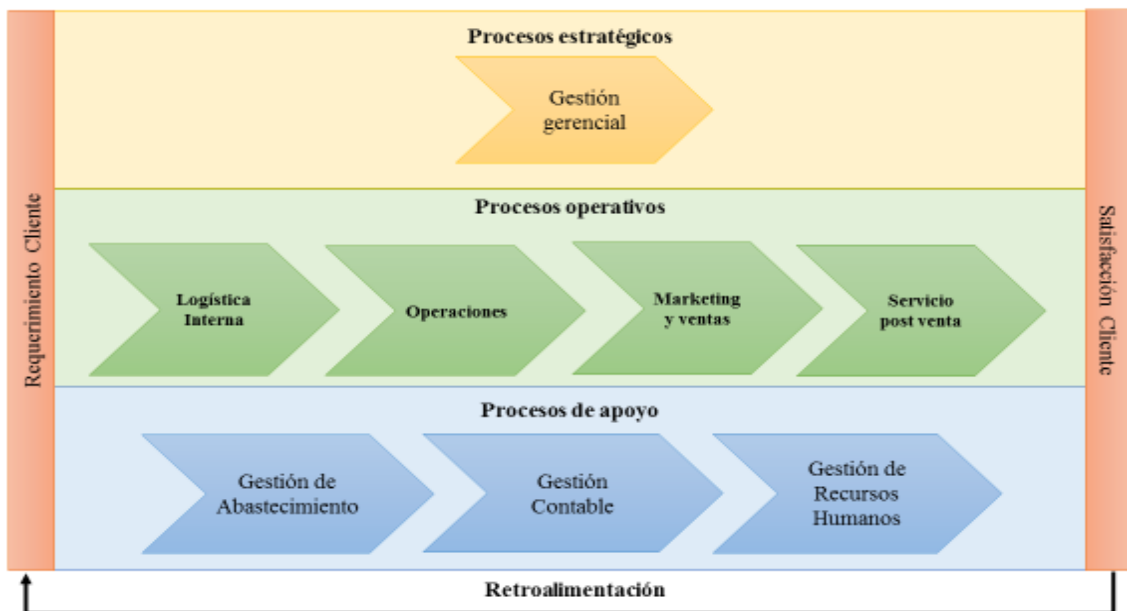 Procesos estratégicos
Gestión
gerencial
Requerimiento Cliente
Procesos operativos
Satisfacción Cliente
Logística
Interna
Operaciones
Marketing
y ventas
Servicio
post venta
Procesos de apoyo
Gestión de
Abastecimiento
Gestión
Contable
Gestión de
Recursos
Humanos
Retroalimentación